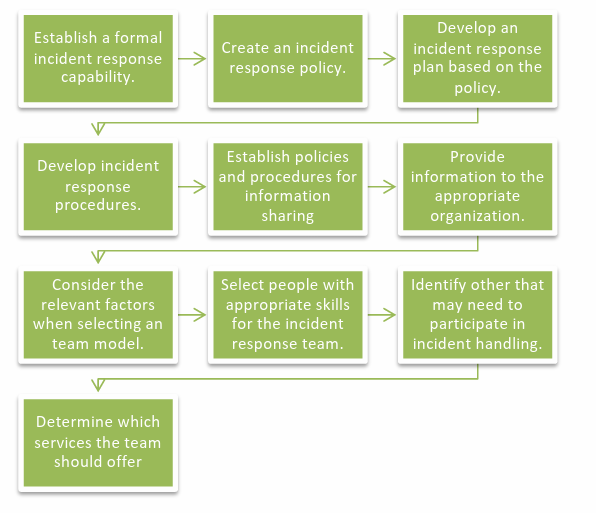 Establish a formal
incident response
capability.
Create an incident
response policy.
Develop an
incident response
plan based on the
policy.
Develop incident
response
procedures.
Establish policies
and procedures for
information
sharing
Provide
information to the
appropriate
organization.
Consider the
relevant factors
when selecting an
team model.
Select people with
appropriate skills
for the incident
response team.
Identify other that
may need to
participate in
incident handling.
Determine which
services the team
should offer